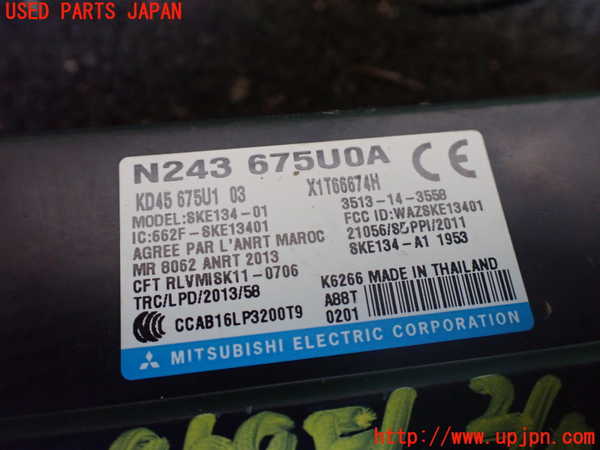 USED PARTS JAPAN
N243 675U0A
CE
KD45 675U1 03 X1T66674H
MODEL:SKE134-01 3513-14-3558
IC:662F-SKE13401 FCC ID:WAZSKE13401
AGREE PAR L'ANRT MAROC 21056/SDPPI/2011
MR 8062 ANRT 2013 SKE134-A1 1953
CFT RLVMISK11-0706
TRC/LPD/2013/58
K6266 MADE IN THAILAND
A88T
0201
CCC CCAB16LP3200T9
MITSUBISHI ELECTRIC CORPORATION
http://www.upjpn.com/